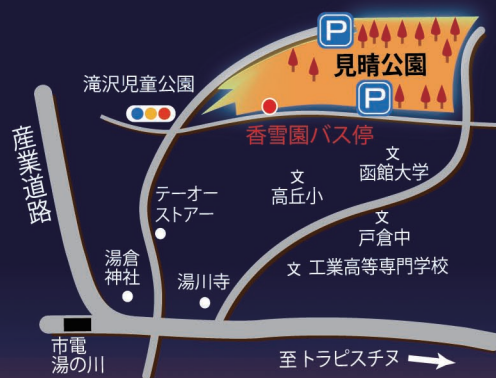 P
見晴公園
P
滝沢児童公園
香雪園バス停
産業道路
文
函館大学
文
高丘小
テーオー
ストアー
文
戸倉中
文 工業高等専門学校
湯倉
神社
湯川寺
市電
湯の川
至トラピスチヌ